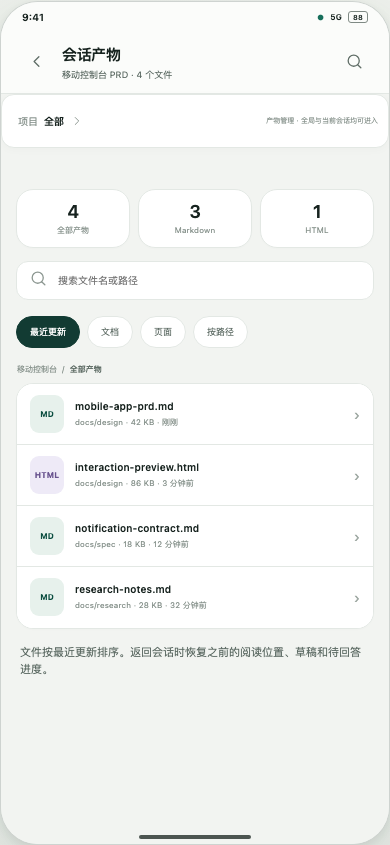 9:41
5G 88
会话产物
移动控制台 PRD · 4 个文件
项目 全部
产物管理 · 全局与当前会话均可进入
4
全部产物
3
Markdown
1
HTML
搜索文件名或路径
最近更新 文档 页面 按路径
移动控制台 / 全部产物
MD
mobile-app-prd.md
docs/design · 42 KB · 刚刚
HTML
interaction-preview.html
docs/design · 86 KB · 3 分钟前
MD
notification-contract.md
docs/spec · 18 KB · 12 分钟前
MD
research-notes.md
docs/research · 28 KB · 32 分钟前
文件按最近更新排序。返回会话时恢复之前的阅读位置、草稿和待回答
进度。